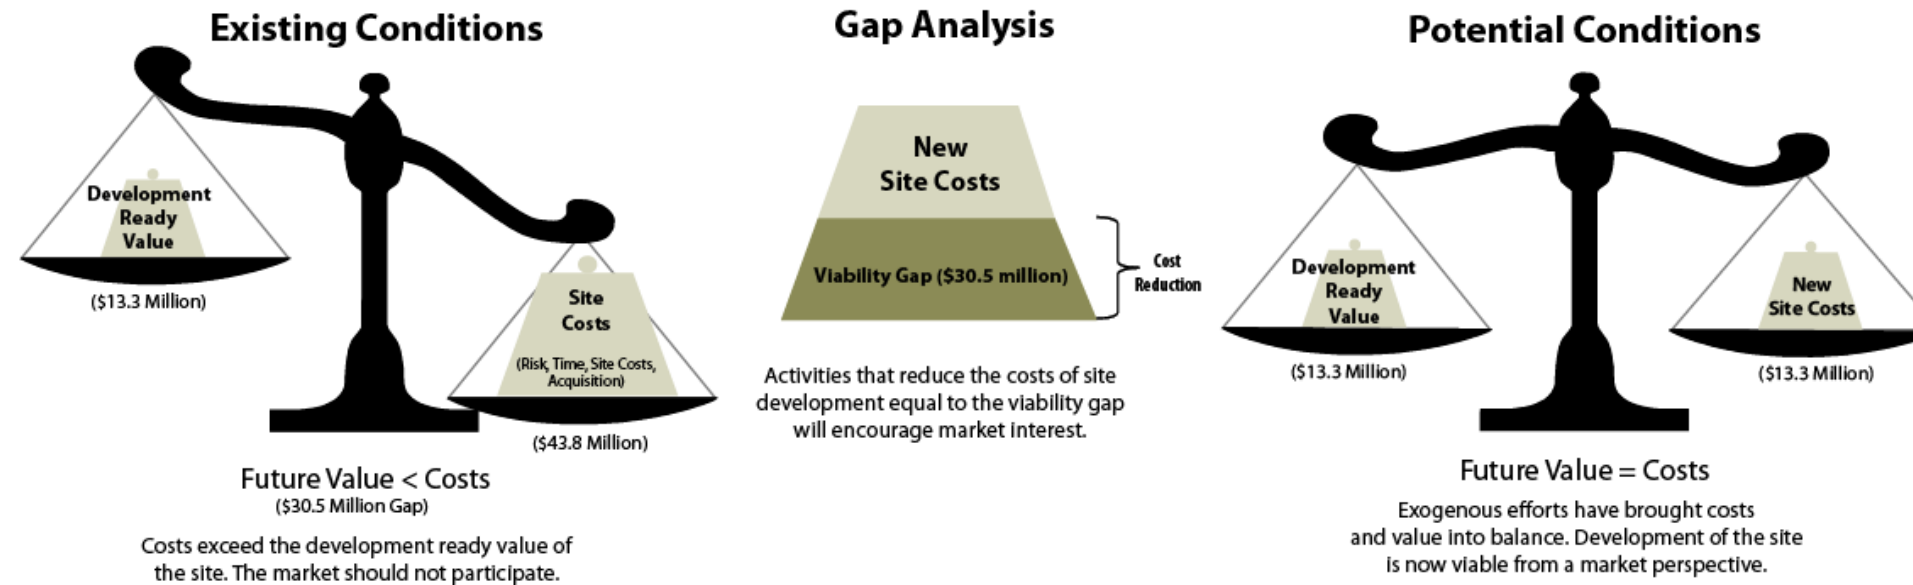 Existing Conditions
Development
Ready
Value
($13.3 Million)
Site
Costs
(Risk, Time, Site Costs,
Acquisition)
($43.8 Million)
Future Value < Costs
($30.5 Million Gap)
Costs exceed the development ready value of
the site. The market should not participate.
Gap Analysis
New
Site Costs
Viability Gap ($30.5 million)
Cost
Reduction
Activities that reduce the costs of site
development equal to the viability gap
will encourage market interest.
Potential Conditions
Development
Ready
Value
($13.3 Million)
New
Site Costs
($13.3 Million)
Future Value = Costs
Exogenous efforts have brought costs
and value into balance. Development of the site
is now viable from a market perspective.